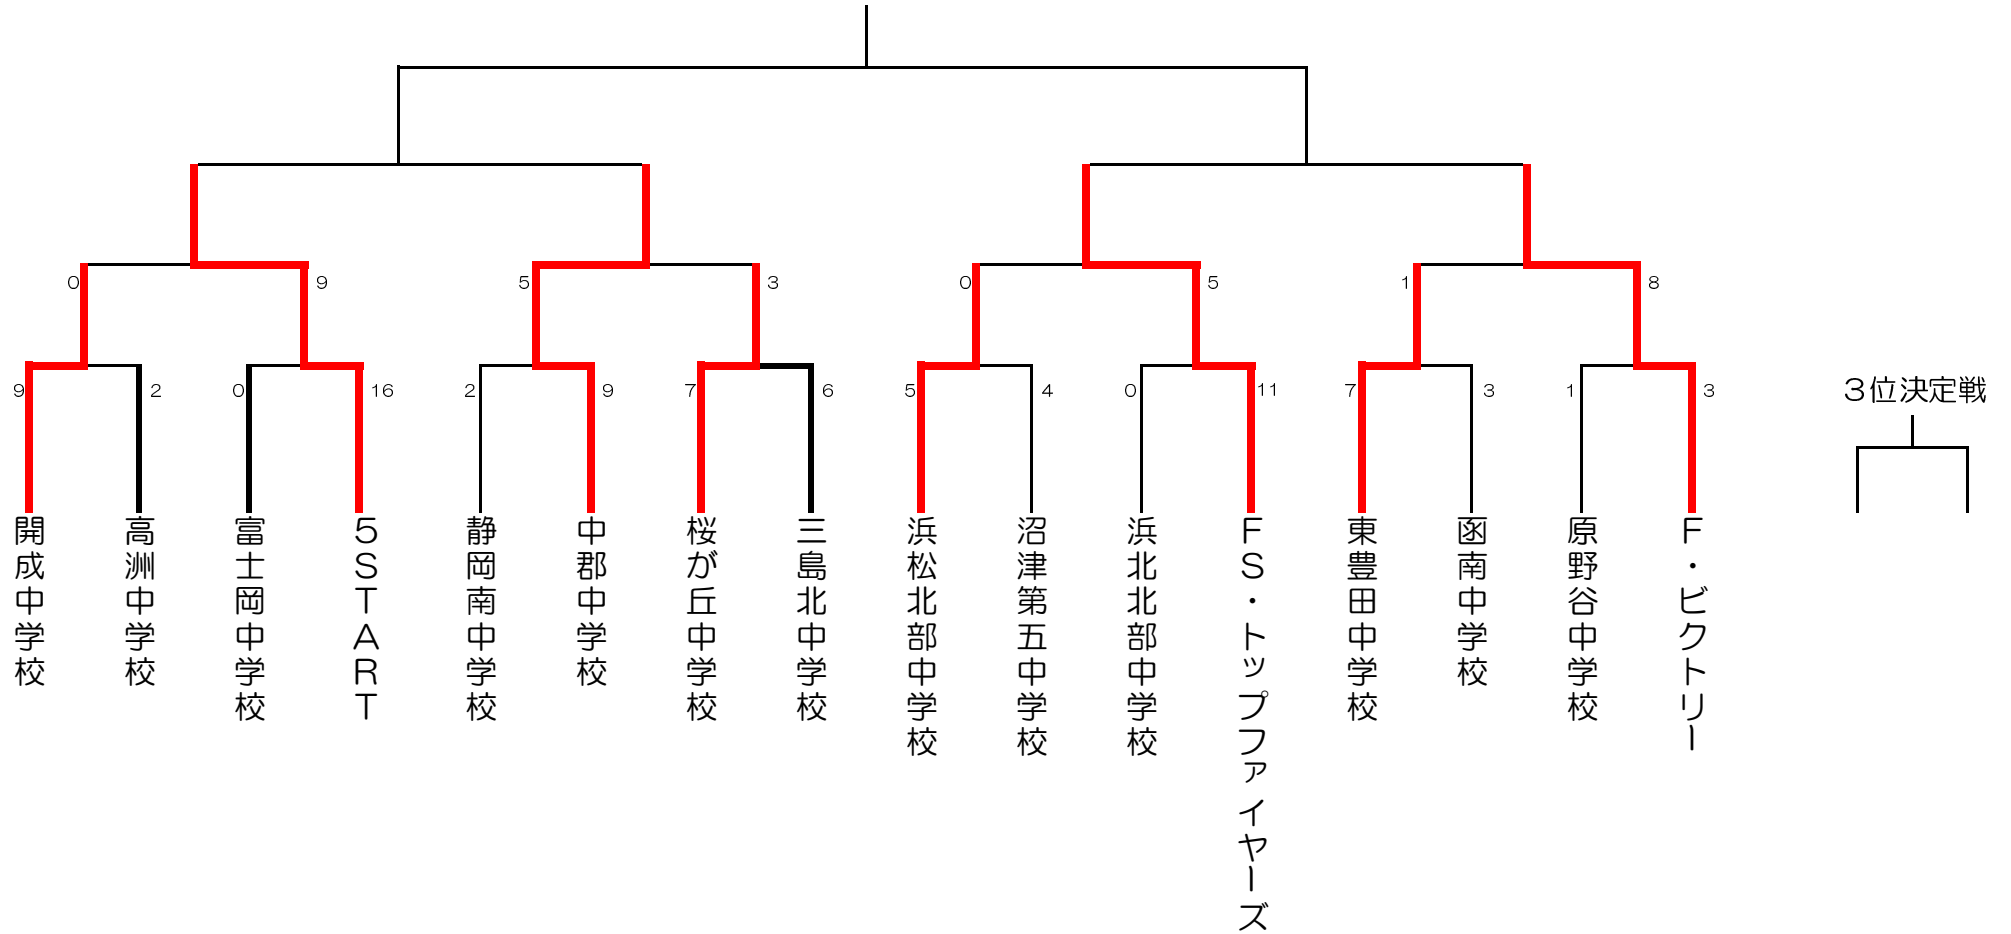 0
9
5
3
0
5
1
8
9
2
0
16
2
9
7
6
5
4
0
11
7
3
1
3
3位決定戦
開成中学校
高洲中学校
富士岡中学校
5START
静岡南中学校
中郡中学校
桜が丘中学校
三島北中学校
浜松北部中学校
沼津第五中学校
浜北北部中学校
FS・トップファイヤーズ
東豊田中学校
函南中学校
原野谷中学校
F・ビクトリー